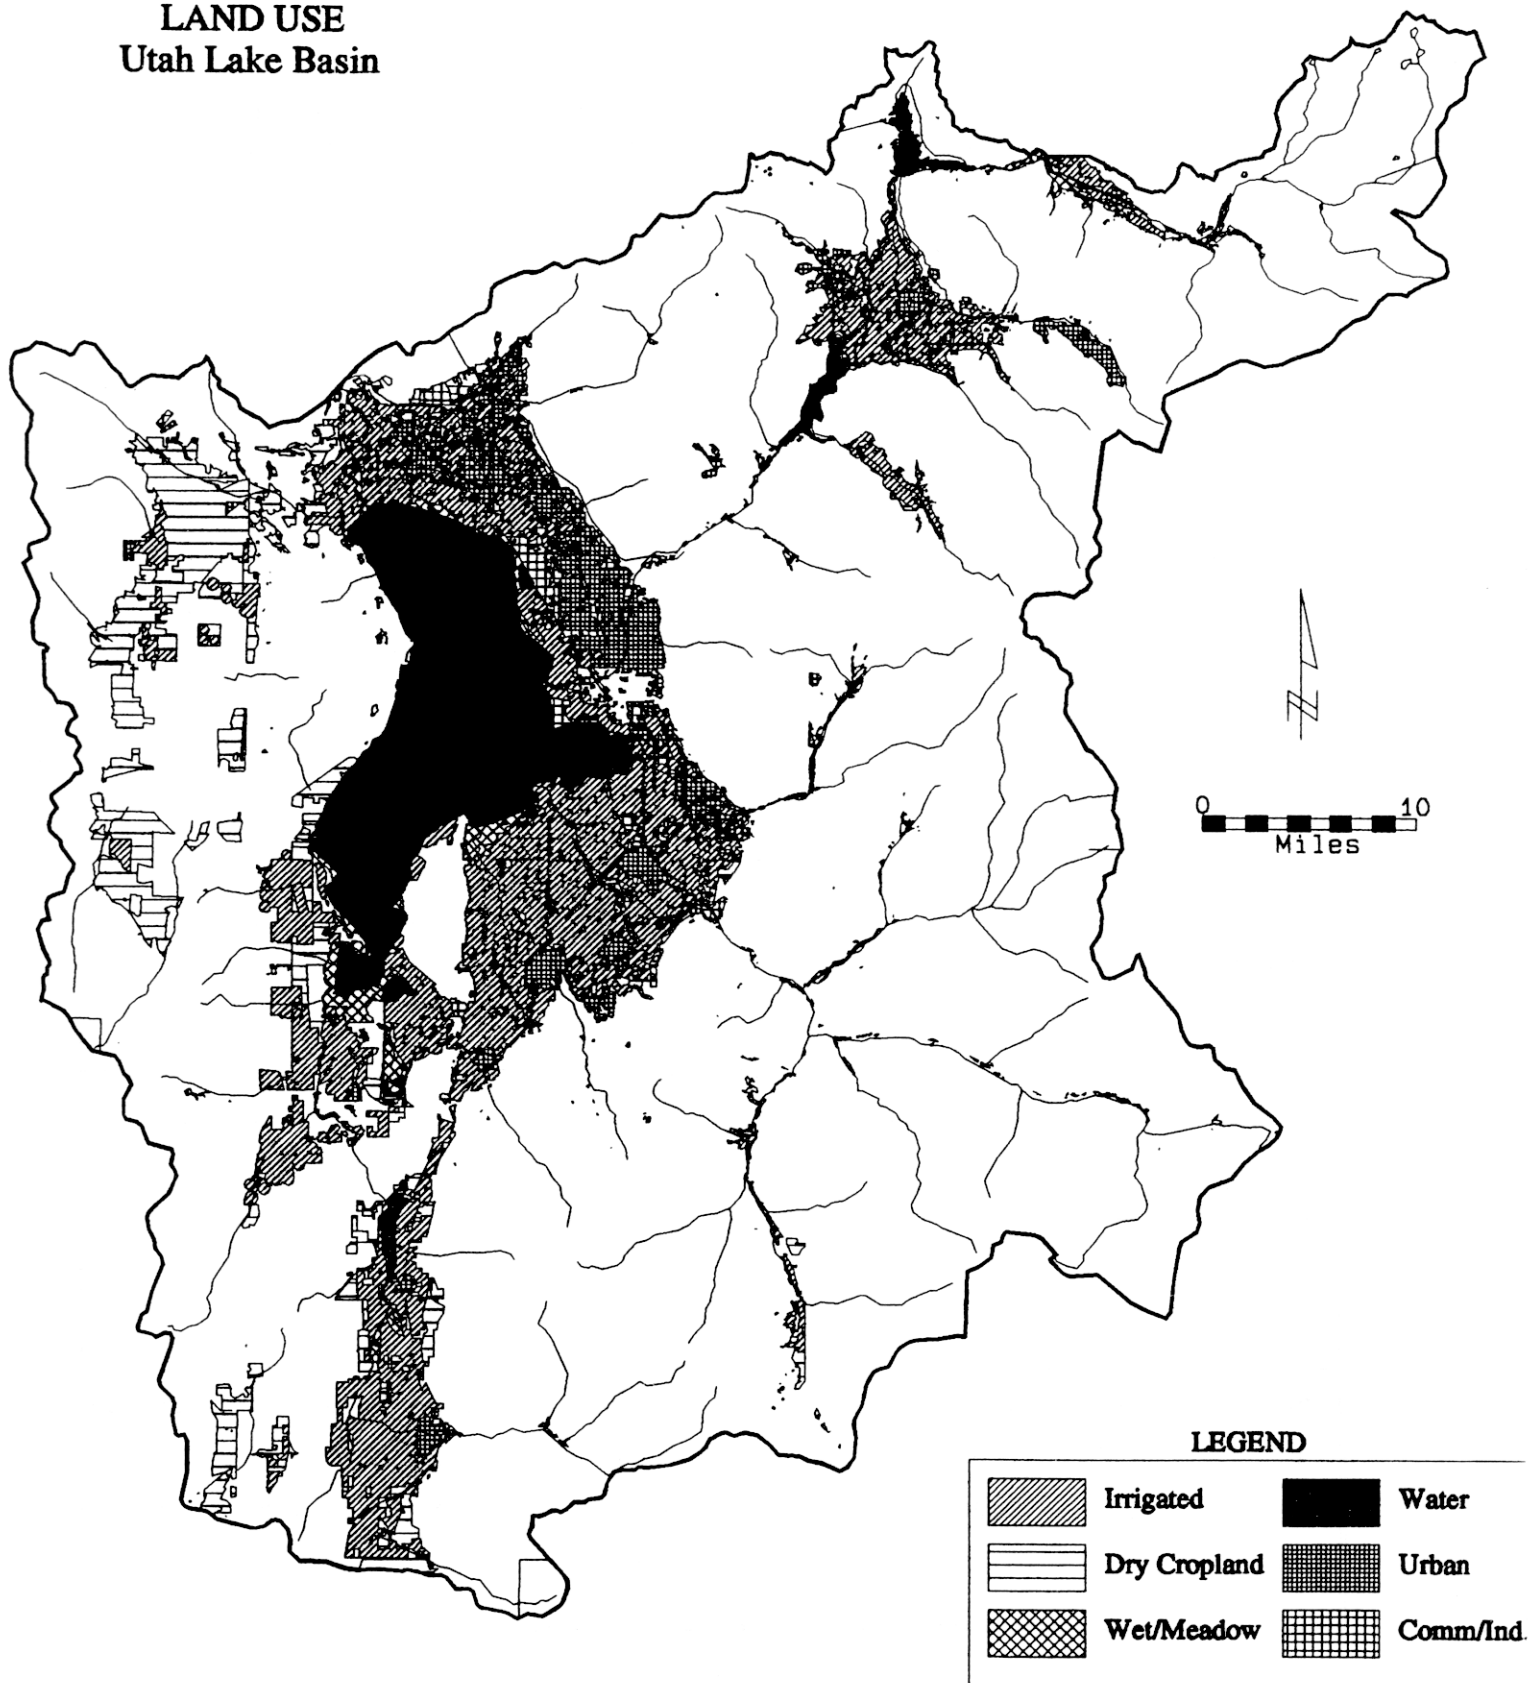 LAND USE
Utah Lake Basin
0 10
Miles
LEGEND
Irrigated
Water
Dry Cropland
Urban
Wet/Meadow
Comm/Ind.